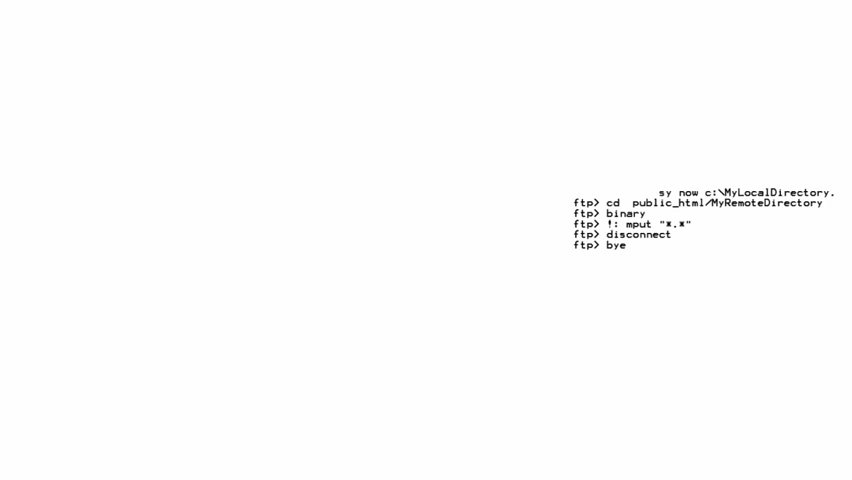 sy now c:\MyLocalDirectory.
ftp> cd  public_html/MyRemoteDirectory
ftp> binary
ftp> !: mput "*.*"
ftp> disconnect
ftp> bye